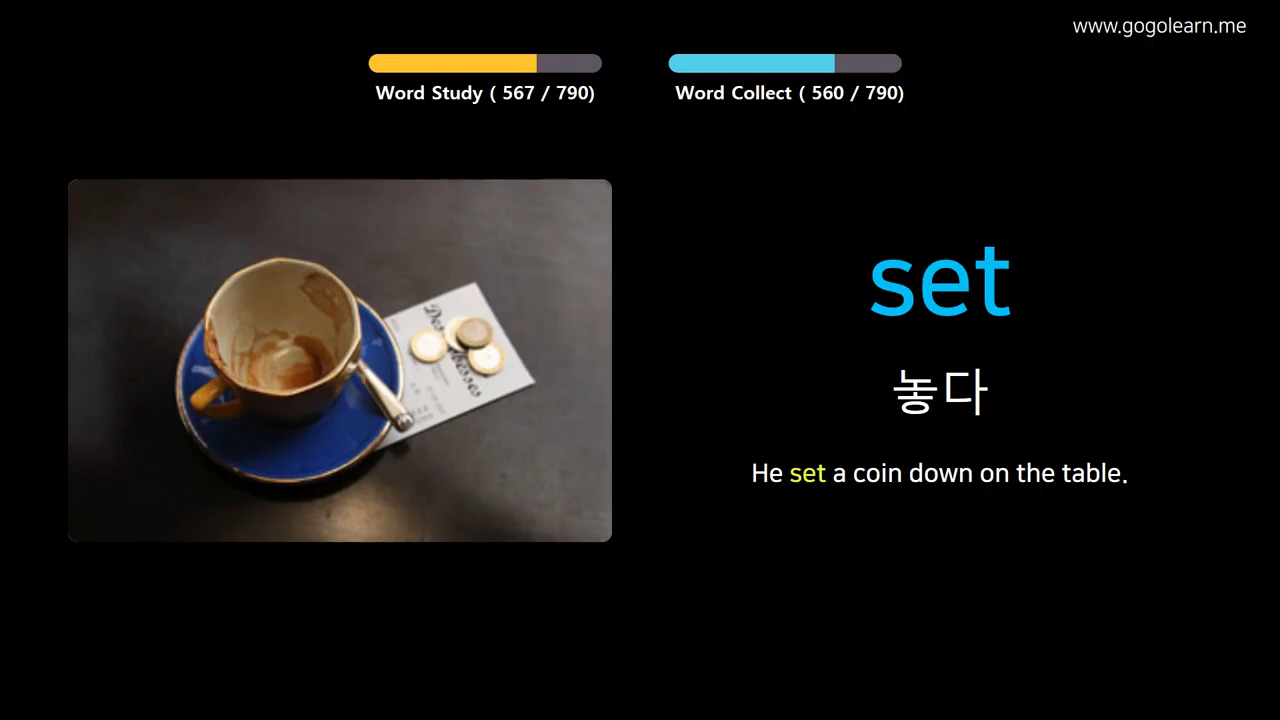 www.gogolearn.me
Word Study ( 567 / 790)
Word Collect ( 560 / 790)
set
놓다
He set a coin down on the table.